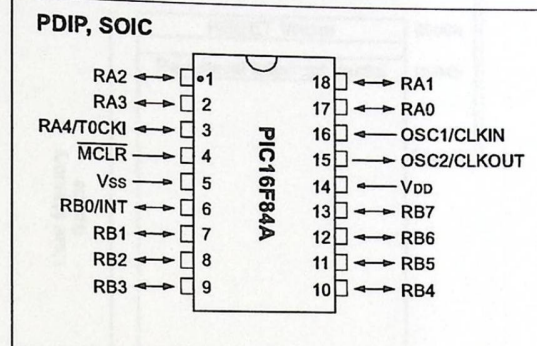 PDIP, SOIC
RA2 1 18 RA1
RA3 2 17 RA0
RA4/T0CKI 3 16 OSC1/CLKIN
MCLR 4 15 OSC2/CLKOUT
VSS 5 14 VDD
RB0/INT 6 13 RB7
RB1 7 12 RB6
RB2 8 11 RB5
RB3 9 10 RB4
PIC16F84A